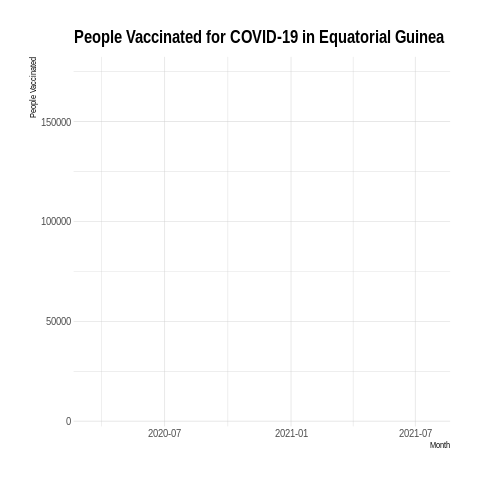 People Vaccinated for COVID-19 in Equatorial Guinea
People Vaccinated
150000
100000
50000
0
2020-07 2021-01 2021-07
Month